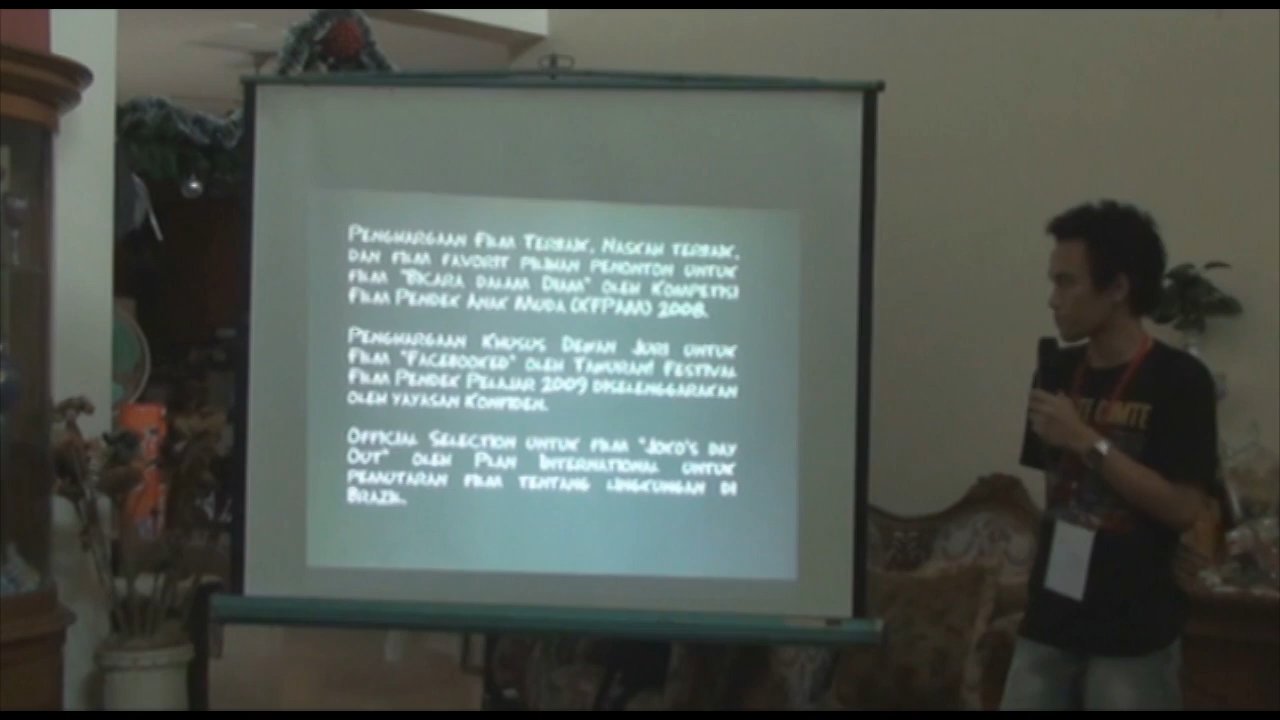 PENGHARGAAN FILM TERBAIK, NASKAH TERBAIK,
DAN FILM FAVORIT PILIHAN PENONTON UNTUK
FILM "BICARA DALAM DIAM" OLEH KOMPETISI
FILM PENDEK ANAK MUDA (KFPAM) 2008.
PENGHARGAAN KHUSUS DEWAN JURI UNTUK
FILM "FACEBOOKED" OLEH TAWURAN! FESTIVAL
FILM PENDEK PELAJAR 2009 DISELENGGARAKAN
OLEH YAYASAN KONFIDEN.
OFFICIAL SELECTION UNTUK FILM "JOKO'S DAY
OUT" OLEH PLAN INTERNATIONAL UNTUK
PEMUTARAN FILM TENTANG LINGKUNGAN DI
BRAZIL.